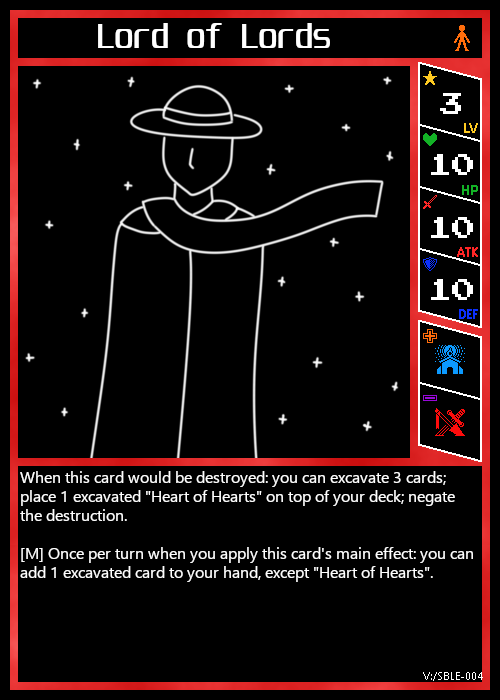 Lord of Lords
3
LV
10
HP
10
ATK
10
DEF
When this card would be destroyed: you can excavate 3 cards;
place 1 excavated "Heart of Hearts" on top of your deck; negate
the destruction.
[M] Once per turn when you apply this card's main effect: you can
add 1 excavated card to your hand, except "Heart of Hearts".
V:/SBLE-004